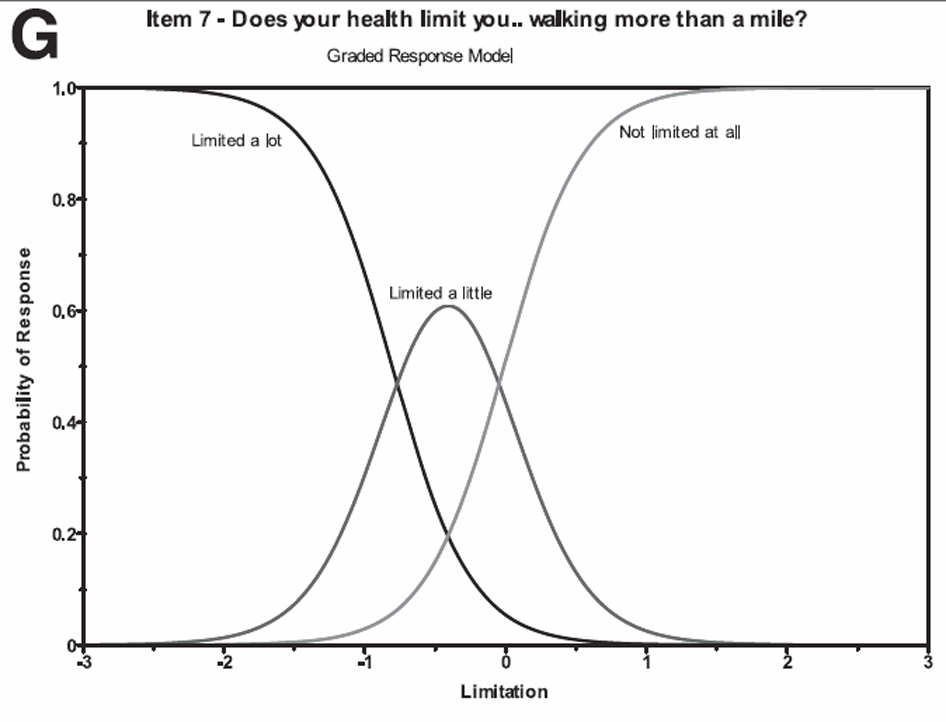 G
Item 7 - Does your health limit you.. walking more than a mile?
Graded Response Model
1.0
Limited a lot
Not limited at all
0.8
Limited a little
0.6
Probability of Response
0.4
0.2
0
-3 -2 -1 0 1 2 3
Limitation